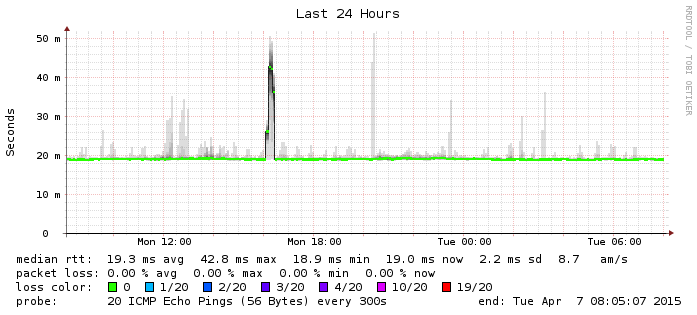 Last 24 Hours
RRDTOOL / TOBI OETIKER
Seconds
50 m
40 m
30 m
20 m
10 m
0
Mon 12:00 Mon 18:00 Tue 00:00 Tue 06:00
median rtt: 19.3 ms avg 42.8 ms max 18.9 ms min 19.0 ms now 2.2 ms sd 8.7 am/s
packet loss: 0.00 % avg 0.00 % max 0.00 % min 0.00 % now
loss color: 0 1/20 2/20 3/20 4/20 10/20 19/20
probe: 20 ICMP Echo Pings (56 Bytes) every 300s end: Tue Apr 7 08:05:07 2015